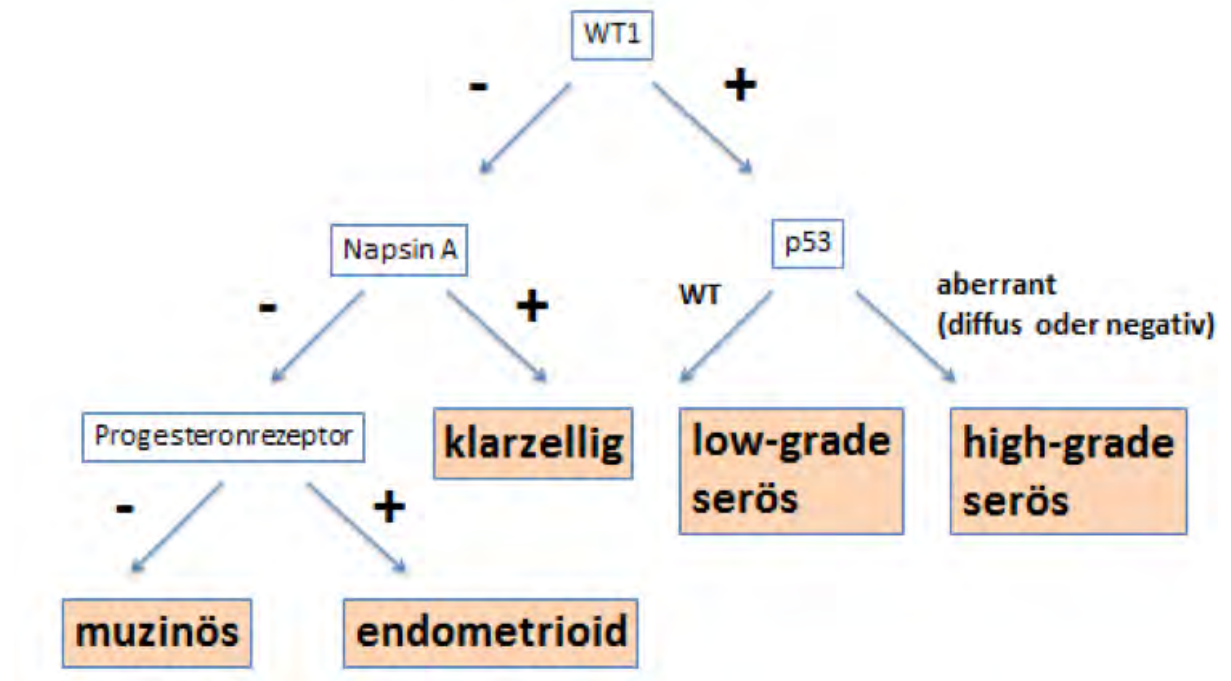 WT1
-
+
Napsin A
p53
-
+
WT
aberrant
(diffus oder negativ)
Progesteronrezeptor
klarzellig
low-grade
serös
high-grade
serös
-
+
muzinös
endometrioid